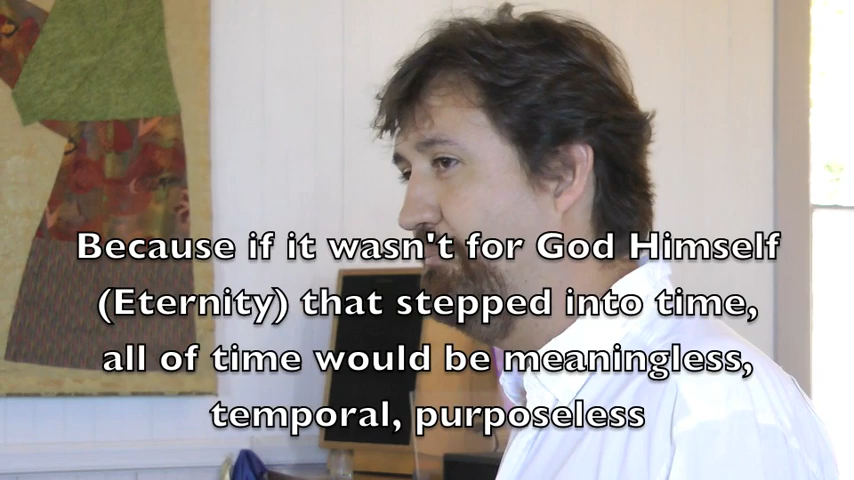 Because if it wasn't for God Himself
(Eternity) that stepped into time,
all of time would be meaningless,
temporal, purposeless